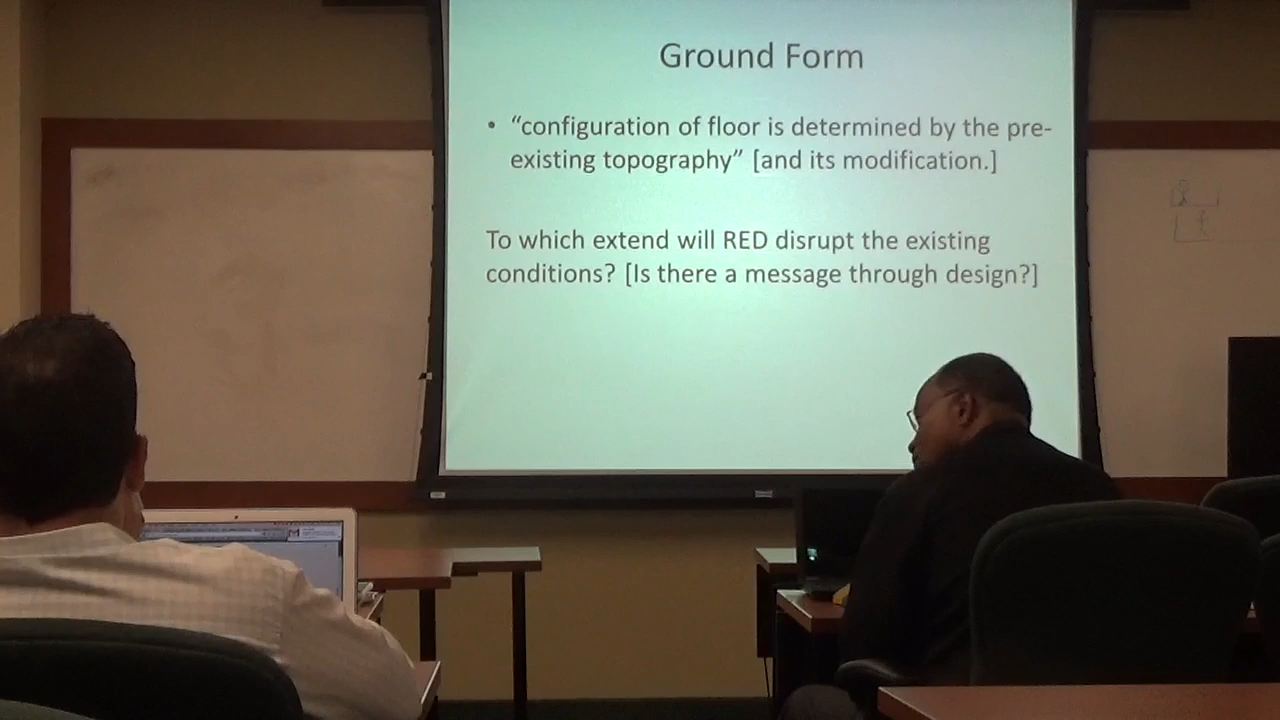 Ground Form
• “configuration of floor is determined by the pre-
existing topography” [and its modification.]
To which extend will RED disrupt the existing
conditions? [Is there a message through design?]